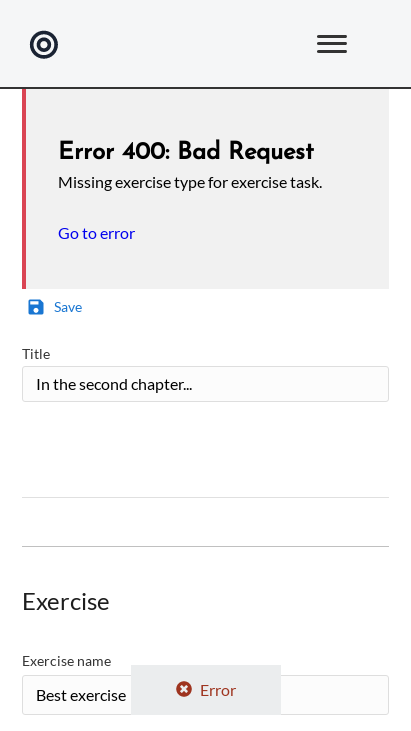 Error 400: Bad Request
Missing exercise type for exercise task.
Go to error
Save
Title
In the second chapter...
Exercise
Exercise name
Best exercise
Error